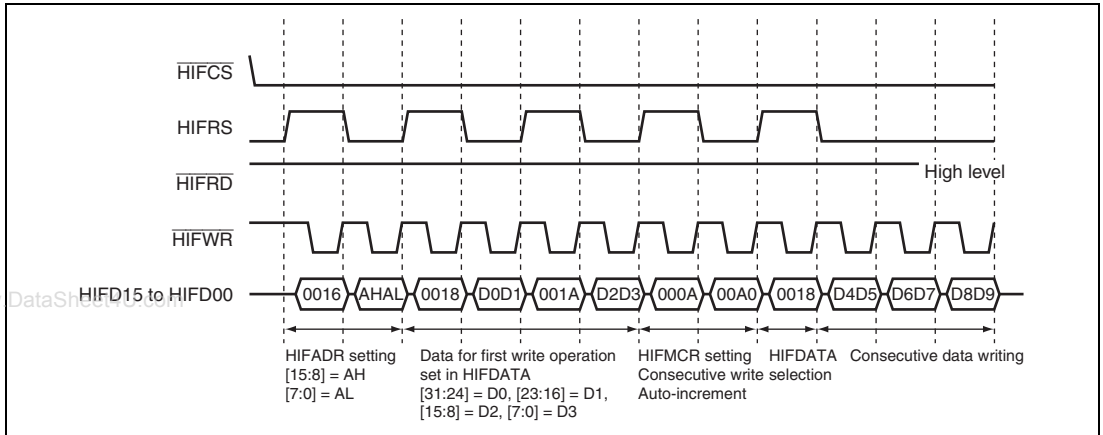 HIFCS
HIFRS
HIFRD
High level
HIFWR
DataSheet4U.com
HIFD15 to HIFD00
0016 AHAL 0018 D0D1 001A D2D3 000A 00A0 0018 D4D5 D6D7 D8D9
HIFADR setting
[15:8] = AH
[7:0] = AL
Data for first write operation
set in HIFDATA
[31:24] = D0, [23:16] = D1,
[15:8] = D2, [7:0] = D3
HIFMCR setting
Consecutive write
Auto-increment
HIFDATA
selection
Consecutive data writing